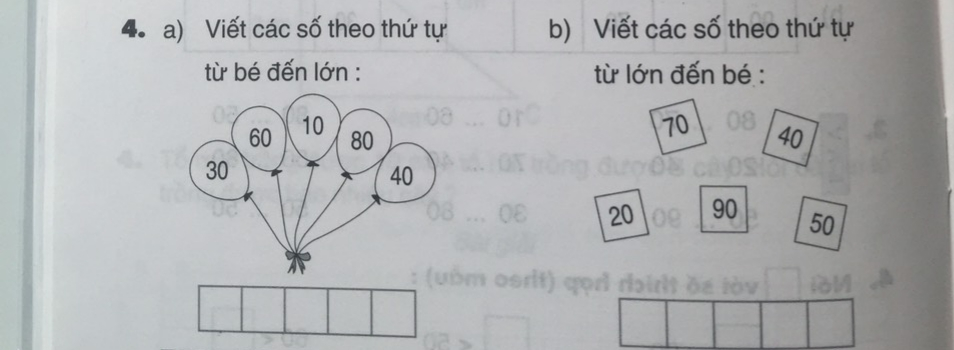 4. a) Viết các số theo thứ tự
từ bé đến lớn :
30 60 10 80 40
b) Viết các số theo thứ tự
từ lớn đến bé :
70 40
20 90 50